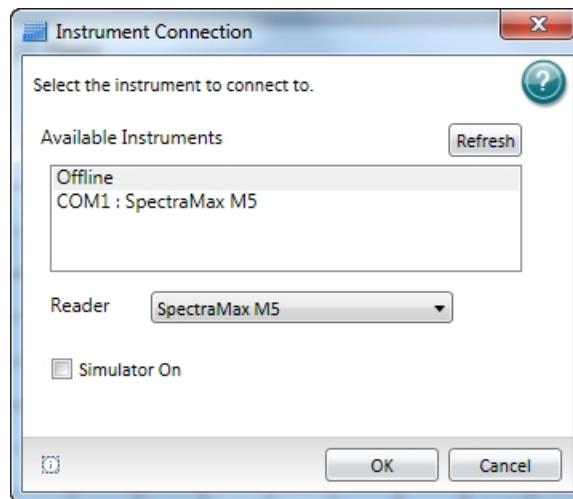 Instrument Connection
Select the instrument to connect to.
?
Available Instruments
Refresh
Offline
COM1 : SpectraMax M5
Reader
SpectraMax M5
Simulator On
OK
Cancel